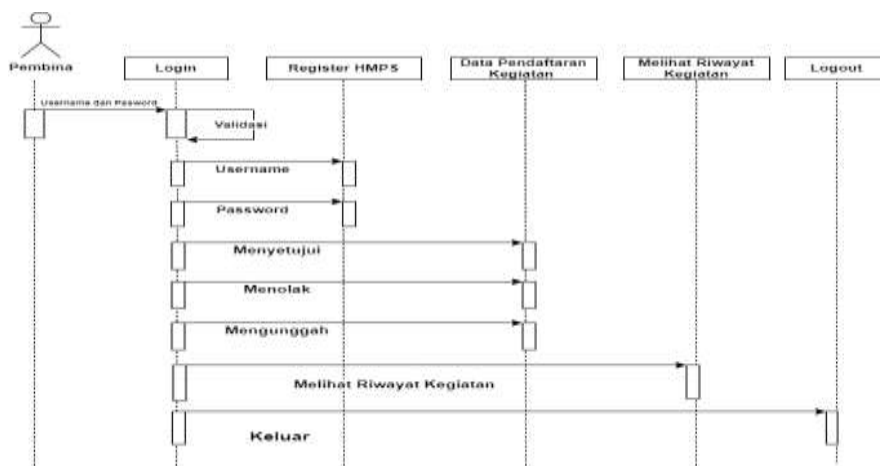 Pembina
Login
Register HMPS
Data Pendaftaran
Kegiatan
Melihat Riwayat
Kegiatan
Logout
Username dan Pasword
Validasi
Username
Password
Menyetujui
Menolak
Mengunggah
Melihat Riwayat Kegiatan
Keluar